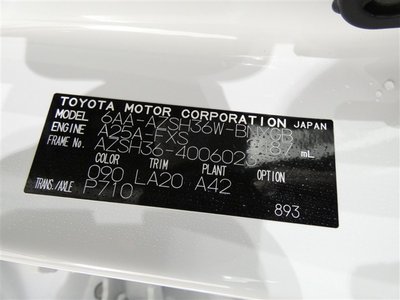 TOYOTA MOTOR CORPORATION JAPAN
MODEL 6AA-AZSH36W-BNXGB
ENGINE A25A-FXS 2487 mL
FRAME No. AZSH36-4006028
COLOR TRIM PLANT OPTION
090 LA20 A42
TRANS./AXLE P710
893